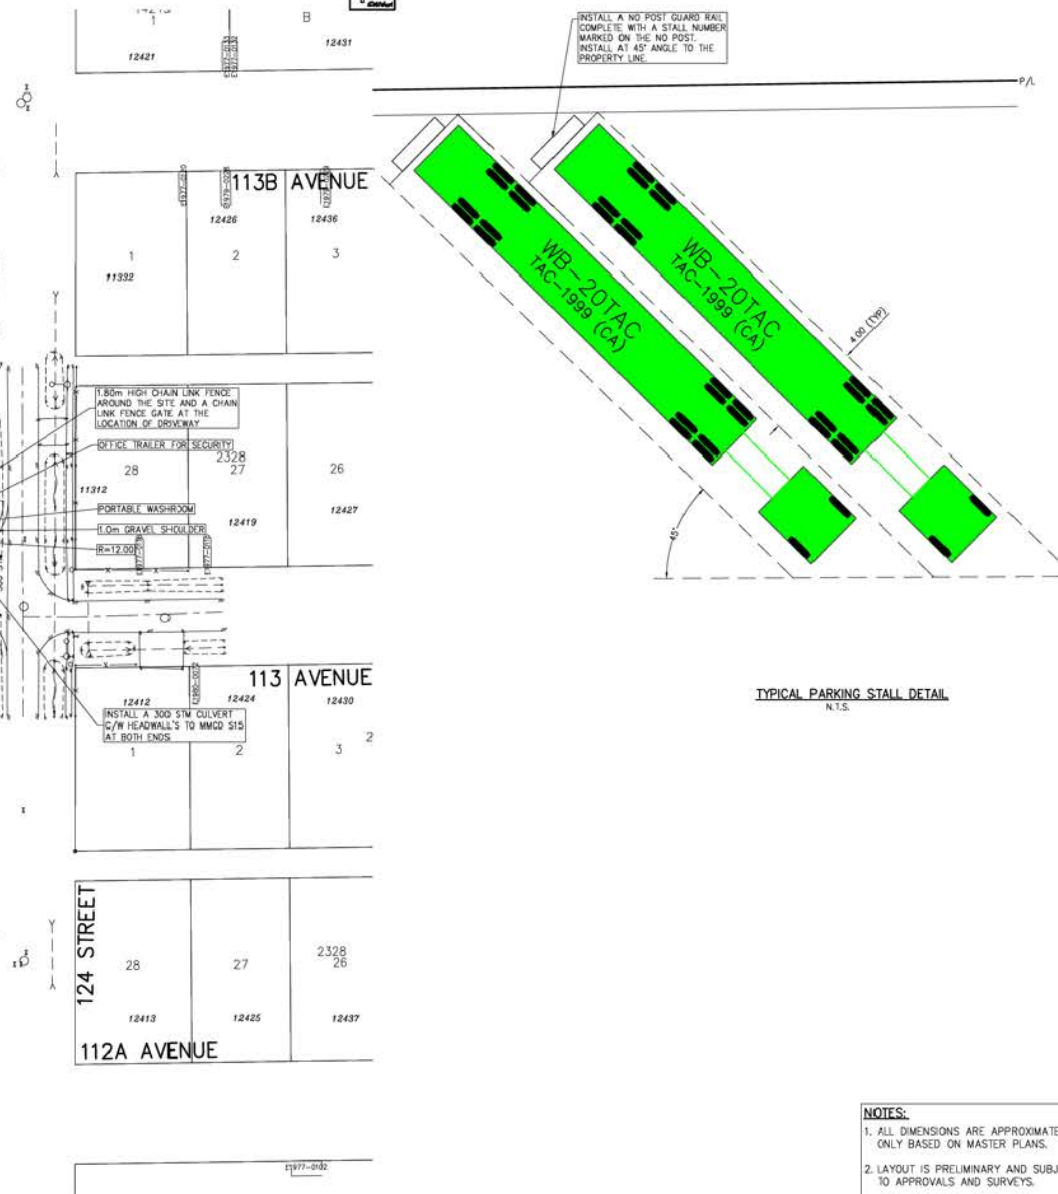 1
B
12421
12431
E1977-0133
E1977-0132
INSTALL A NO POST GUARD RAIL
COMPLETE WITH A STALL NUMBER
MARKED ON THE NO POST.
INSTALL AT 45° ANGLE TO THE
PROPERTY LINE.
P/L
113B AVENUE
12426
12436
1
2
3
11332
WB-20TAC
TAC-1999 (CA)
WB-20TAC
TAC-1999 (CA)
4.00 (TYP)
45°
1.80m HIGH CHAIN LINK FENCE
AROUND THE SITE AND A CHAIN
LINK FENCE GATE AT THE
LOCATION OF DRIVEWAY
OFFICE TRAILER FOR SECURITY
2328
28
27
26
11312
PORTABLE WASHROOM
12419
12427
1.0m GRAVEL SHOULDER
R=12.00
113 AVENUE
12412
12424
12430
INSTALL A 300 STM CULVERT
C/W HEADWALL'S TO MMCD S15
AT BOTH ENDS
1
2
3
2
TYPICAL PARKING STALL DETAIL
N.T.S.
124 STREET
2328
28
27
26
12413
12425
12437
112A AVENUE
E1977-0102
NOTES:
1. ALL DIMENSIONS ARE APPROXIMATE
ONLY BASED ON MASTER PLANS.
2. LAYOUT IS PRELIMINARY AND SUBJ
TO APPROVALS AND SURVEYS.